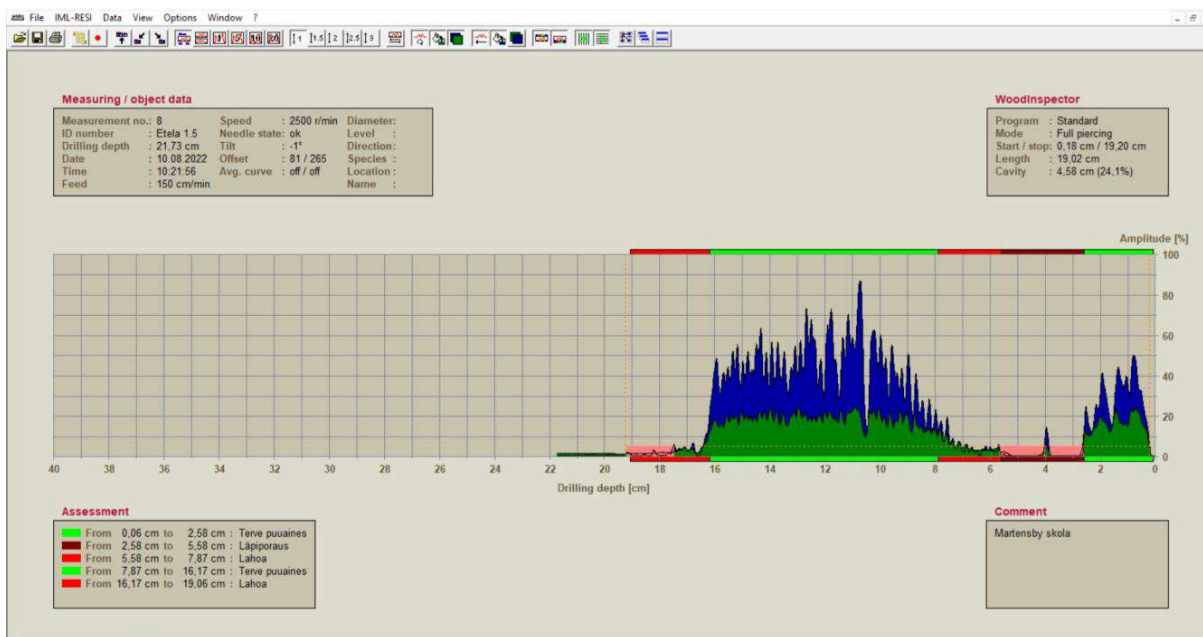 File IML-RESI Data View Options Window ?
1 1.5 2 2.5 3
Measuring / object data
Measurement no.: 8 Speed : 2500 r/min Diameter:
ID number : Etela 1.5 Needle state: ok Level :
Drilling depth : 21,73 cm Tilt : -1° Direction:
Date : 10.08.2022 Offset : 81 / 265 Species :
Time : 10:21:56 Avg. curve : off / off Location :
Feed : 150 cm/min Name :
WoodInspector
Program : Standard
Mode : Full piercing
Start / stop: 0,18 cm / 19,20 cm
Length : 19,02 cm
Cavity : 4,58 cm (24,1%)
Amplitude [%]
100
80
60
40
20
0
40 38 36 34 32 30 28 26 24 22 20 18 16 14 12 10 8 6 4 2 0
Drilling depth [cm]
Assessment
From 0,06 cm to 2,58 cm : Terve puuaines
From 2,58 cm to 5,58 cm : Läpiporaus
From 5,58 cm to 7,87 cm : Lahoa
From 7,87 cm to 16,17 cm : Terve puuaines
From 16,17 cm to 19,06 cm : Lahoa
Comment
Martensby skola